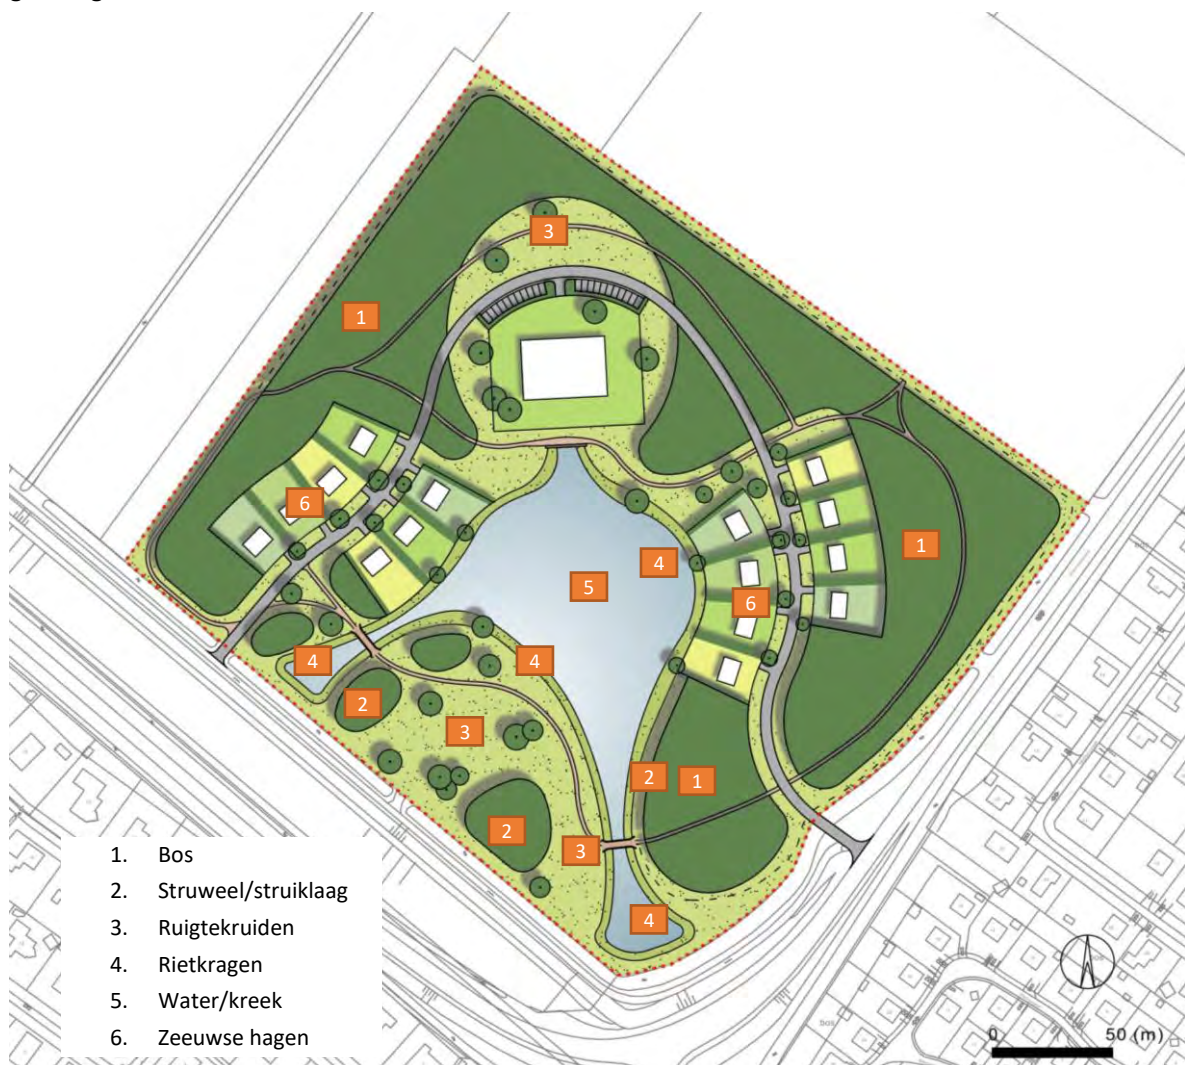 3
1
6
4
5
1
4
6
4
2
3
2
1
2
3
4
1. Bos
2. Struweel/struiklaag
3. Ruigtekruiden
4. Rietkragen
5. Water/kreek
6. Zeeuwse hagen
0 50 (m)